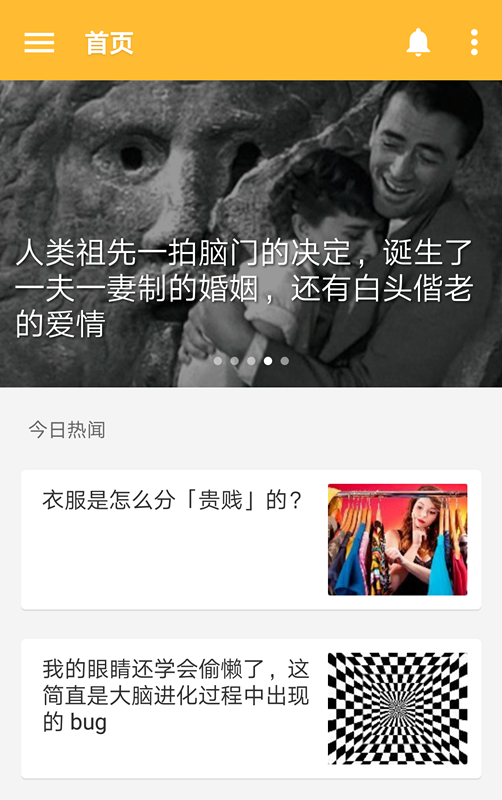 首页
人类祖先一拍脑门的决定，诞生了
一夫一妻制的婚姻，还有白头偕老
的爱情
今日热闻
衣服是怎么分「贵贱」的？
我的眼睛还学会偷懒了，这
简直是大脑进化过程中出现
的 bug